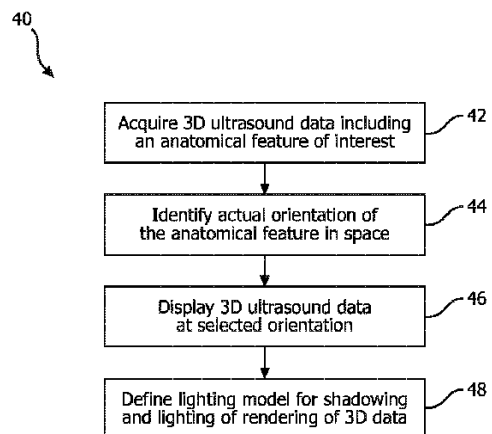 40
Acquire 3D ultrasound data including
an anatomical feature of interest
42
Identify actual orientation of
the anatomical feature in space
44
Display 3D ultrasound data
at selected orientation
46
Define lighting model for shadowing
and lighting of rendering of 3D data
48